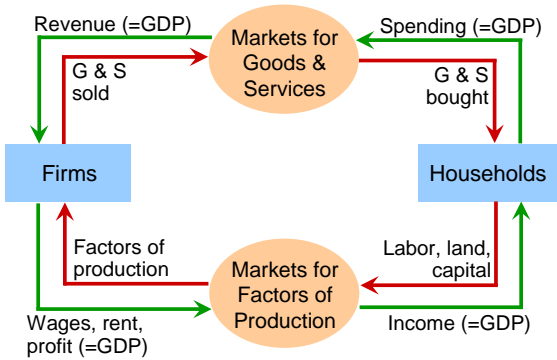 Revenue (=GDP)
Markets for
Goods &
Services
Spending (=GDP)
G & S
sold
G & S
bought
Firms
Households
Factors of
production
Markets for
Factors of
Production
Labor, land,
capital
Wages, rent,
profit (=GDP)
Income (=GDP)